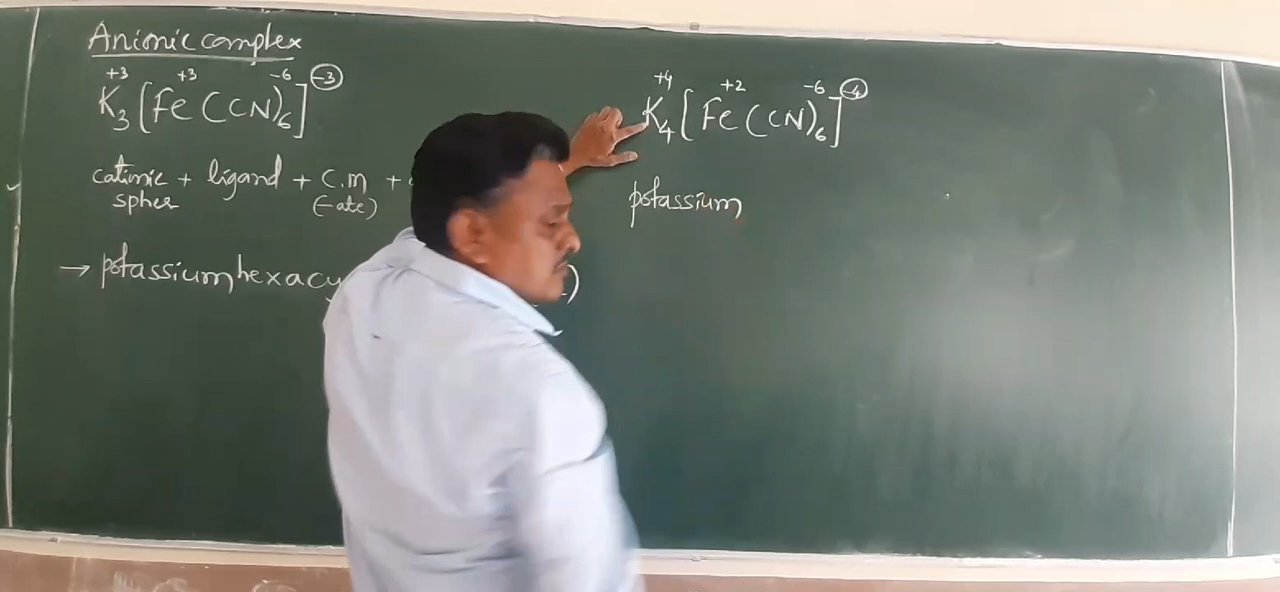 Anionic complex
+3 +3 -6 -3
K3[Fe(CN)6]
cationic + ligand + C.M +
spher (-ate)
→ potassium hexacy )
+4 +2 -6 -4
K4[Fe(CN)6]
potassium